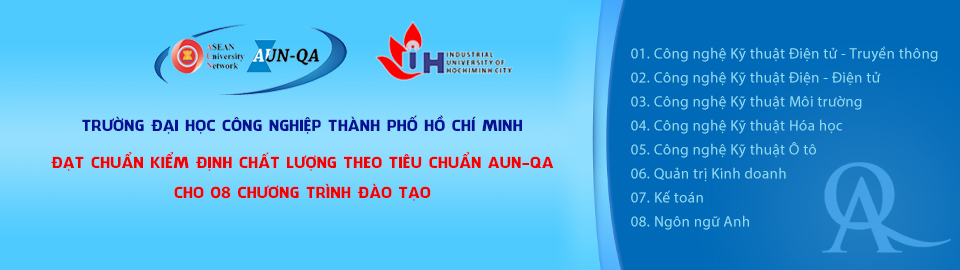 ASEAN
University
Network
AUN-QA
IUH
INDUSTRIAL
UNIVERSITY OF
HOCHIMINH CITY
TRƯỜNG ĐẠI HỌC CÔNG NGHIỆP THÀNH PHỐ HỒ CHÍ MINH
ĐẠT CHUẨN KIỂM ĐỊNH CHẤT LƯỢNG THEO TIÊU CHUẨN AUN-QA
CHO 08 CHƯƠNG TRÌNH ĐÀO TẠO
01. Công nghệ Kỹ thuật Điện tử - Truyền thông
02. Công nghệ Kỹ thuật Điện - Điện tử
03. Công nghệ Kỹ thuật Môi trường
04. Công nghệ Kỹ thuật Hóa học
05. Công nghệ Kỹ thuật Ô tô
06. Quản trị Kinh doanh
07. Kế toán
08. Ngôn ngữ Anh
QA